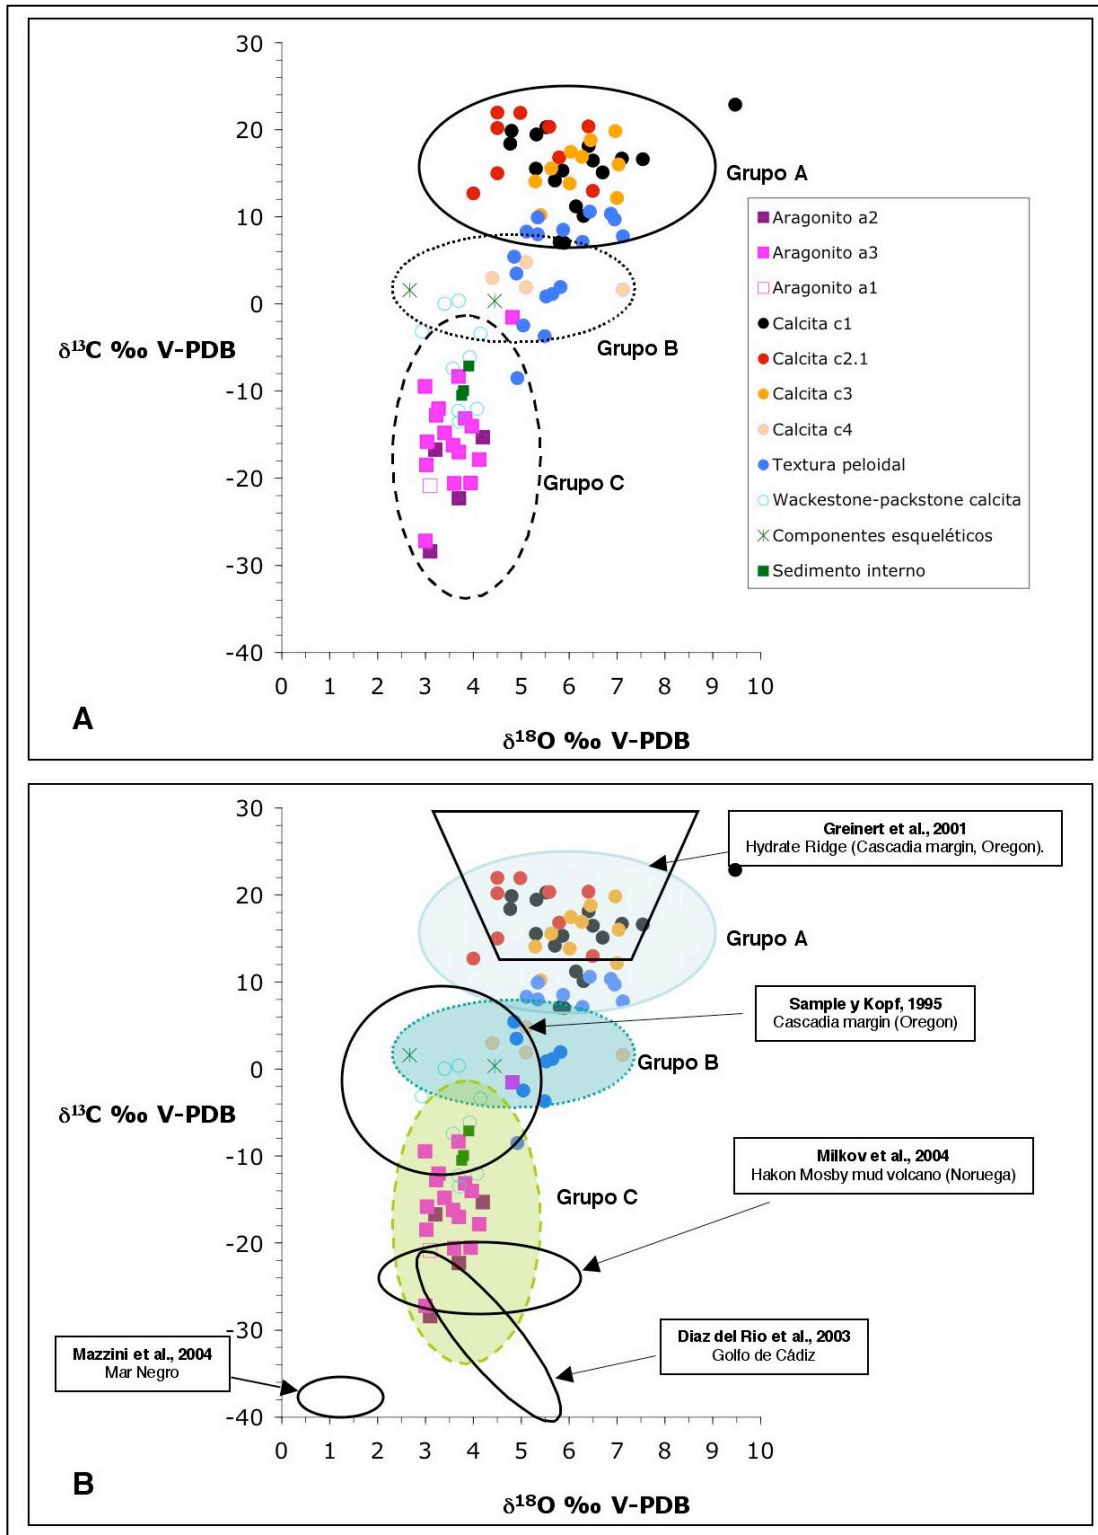 30
20
10
0
-10
-20
-30
-40
δ¹³C ‰ V-PDB
Grupo A
Grupo B
Grupo C
Aragonito a2
Aragonito a3
Aragonito a1
Calcita c1
Calcita c2.1
Calcita c3
Calcita c4
Textura peloidal
Wackestone-packstone calcita
Componentes esqueléticos
Sedimento interno
0 1 2 3 4 5 6 7 8 9 10
A
δ¹⁸O ‰ V-PDB
30
20
10
0
-10
-20
-30
-40
δ¹³C ‰ V-PDB
Greinert et al., 2001
Hydrate Ridge (Cascadia margin, Oregon).
Grupo A
Sample y Kopf, 1995
Cascadia margin (Oregon)
Grupo B
Milkov et al., 2004
Hakon Mosby mud volcano (Noruega)
Grupo C
Diaz del Rio et al., 2003
Golfo de Cádiz
Mazzini et al., 2004
Mar Negro
0 1 2 3 4 5 6 7 8 9 10
B
δ¹⁸O ‰ V-PDB